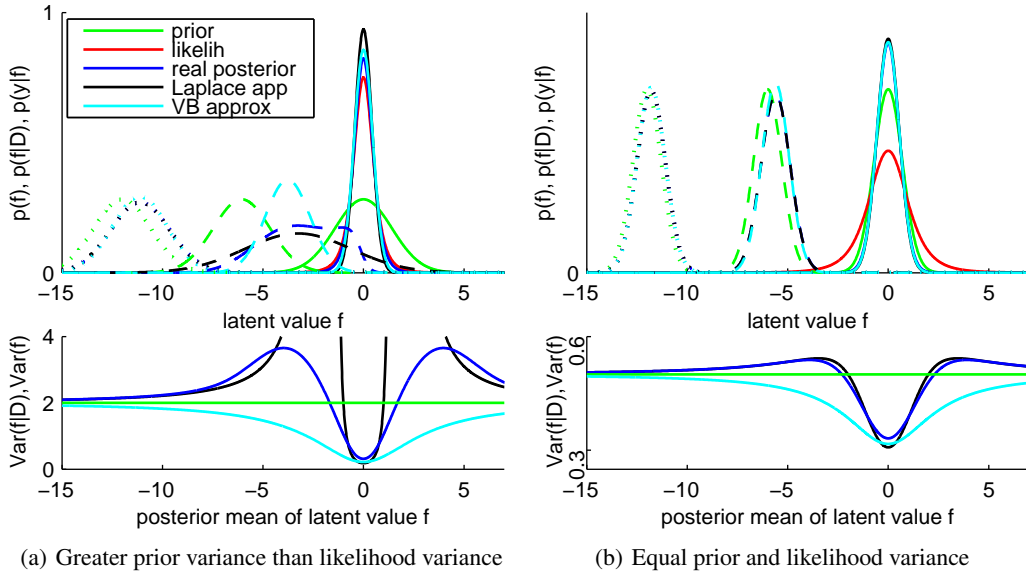 1
prior
likelih
real posterior
Laplace app
VB approx
p(f), p(f|D), p(y|f)
0
−15 −10 −5 0 5
latent value f
4
2
0
Var(f|D),Var(f)
−15 −10 −5 0 5
posterior mean of latent value f
(a) Greater prior variance than likelihood variance
1
p(f), p(f|D), p(y|f)
0
−15 −10 −5 0 5
latent value f
0.6
0.3
Var(f|D),Var(f)
−15 −10 −5 0 5
posterior mean of latent value f
(b) Equal prior and likelihood variance